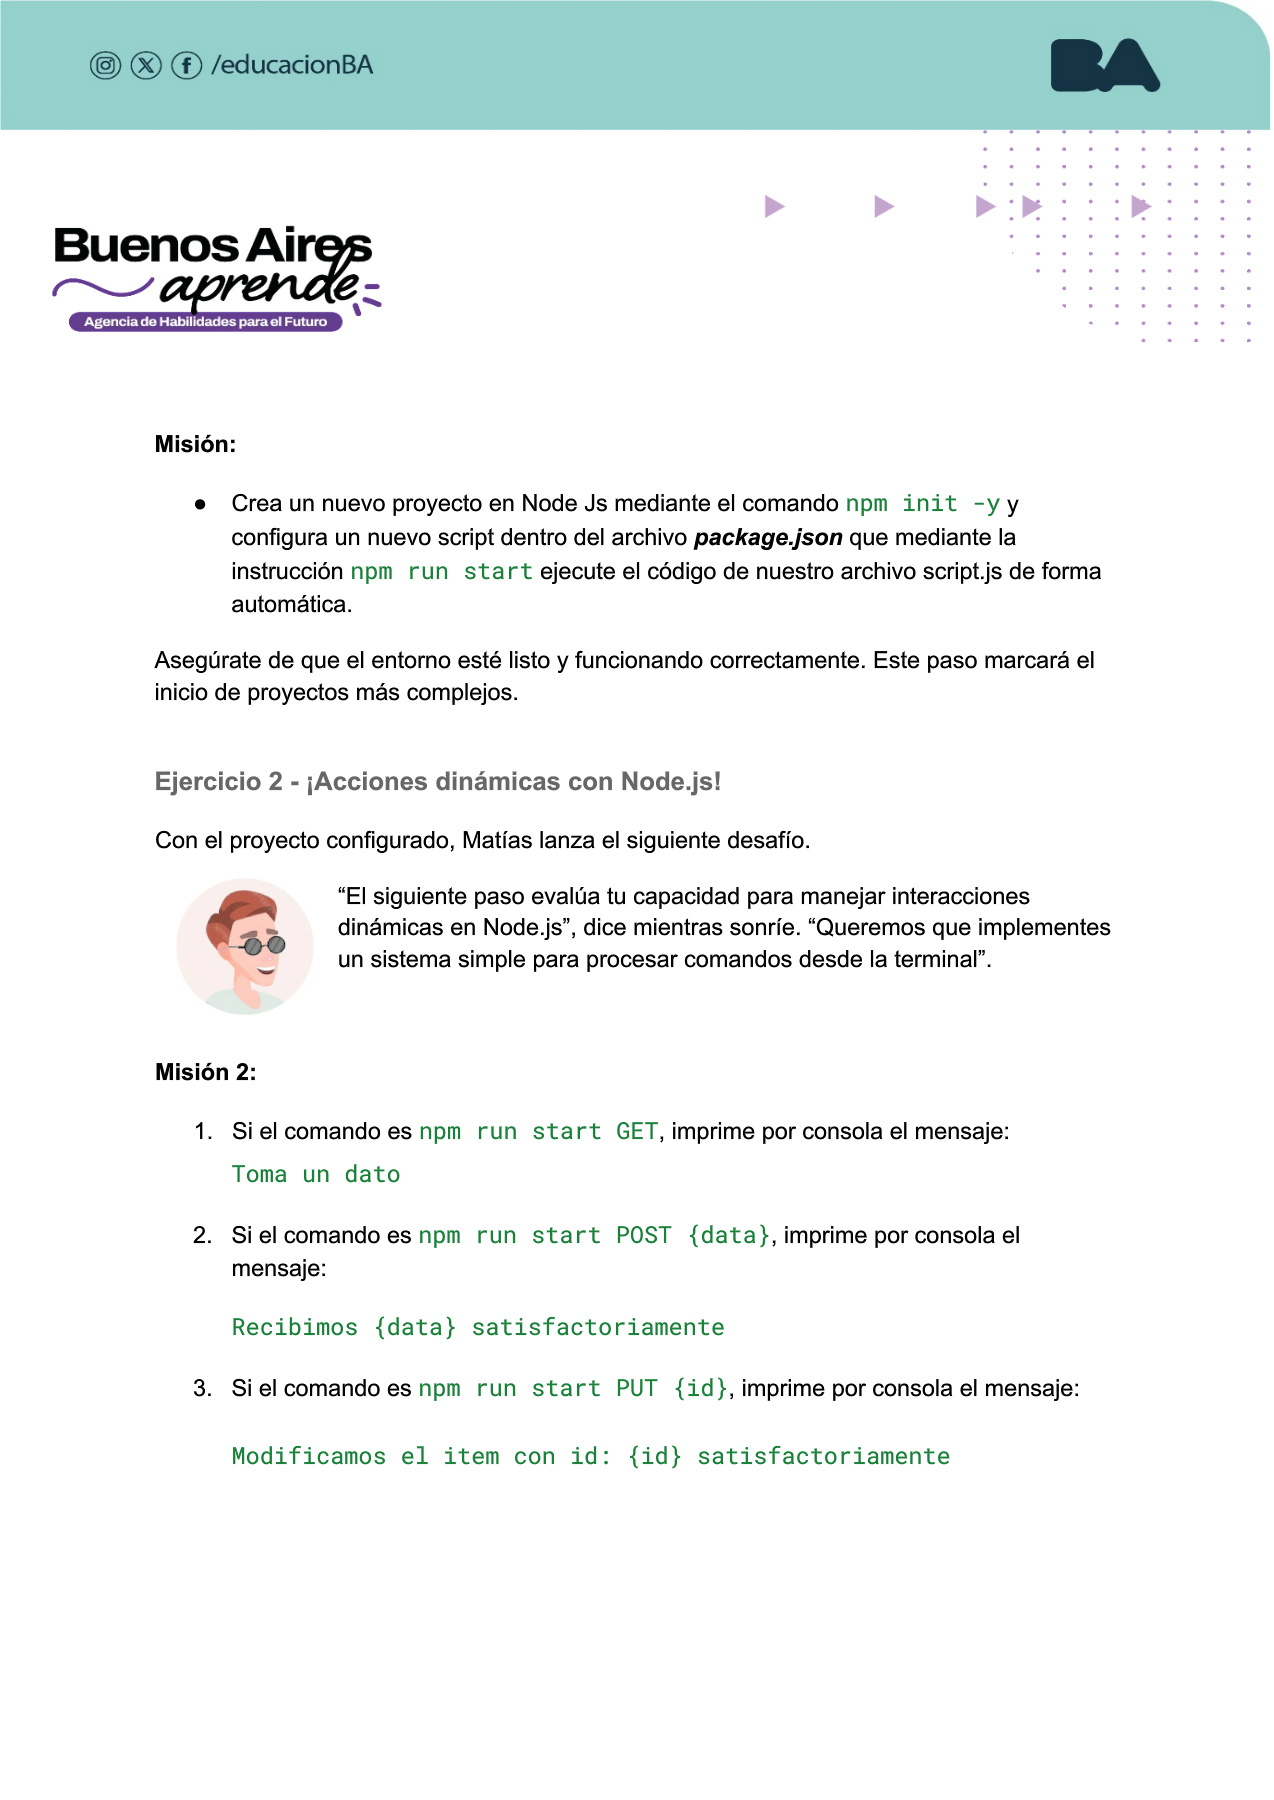 /educacionBA
BA
Buenos Aires
aprende
Agencia de Habilidades para el Futuro
Misión:
● Crea un nuevo proyecto en Node Js mediante el comando npm init -y y
configura un nuevo script dentro del archivo package.json que mediante la
instrucción npm run start ejecute el código de nuestro archivo script.js de forma
automática.
Asegúrate de que el entorno esté listo y funcionando correctamente. Este paso marcará el
inicio de proyectos más complejos.
Ejercicio 2 - ¡Acciones dinámicas con Node.js!
Con el proyecto configurado, Matías lanza el siguiente desafío.
“El siguiente paso evalúa tu capacidad para manejar interacciones
dinámicas en Node.js”, dice mientras sonríe. “Queremos que implementes
un sistema simple para procesar comandos desde la terminal”.
Misión 2:
1. Si el comando es npm run start GET, imprime por consola el mensaje:
Toma un dato
2. Si el comando es npm run start POST {data}, imprime por consola el
mensaje:
Recibimos {data} satisfactoriamente
3. Si el comando es npm run start PUT {id}, imprime por consola el mensaje:
Modificamos el item con id: {id} satisfactoriamente